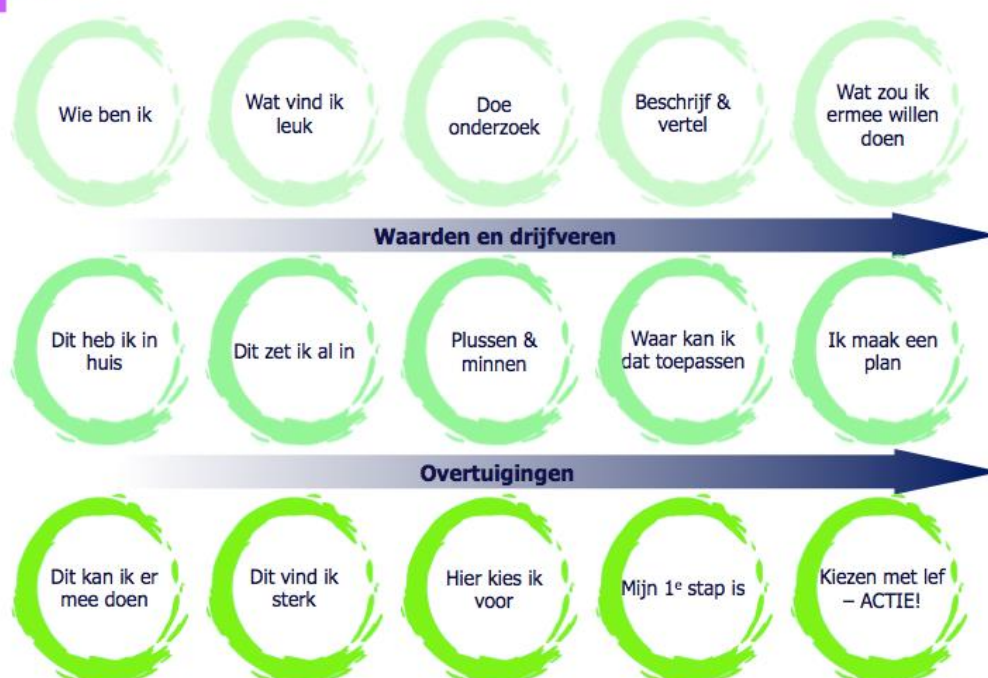 Wie ben ik
Wat vind ik
leuk
Doe
onderzoek
Beschrijf &
vertel
Wat zou ik
ermee willen
doen
Waarden en drijfveren
Dit heb ik in
huis
Dit zet ik al in
Plussen &
minnen
Waar kan ik
dat toepassen
Ik maak een
plan
Overtuigingen
Dit kan ik er
mee doen
Dit vind ik
sterk
Hier kies ik
voor
Mijn 1ᵉ stap is
Kiezen met lef
– ACTIE!